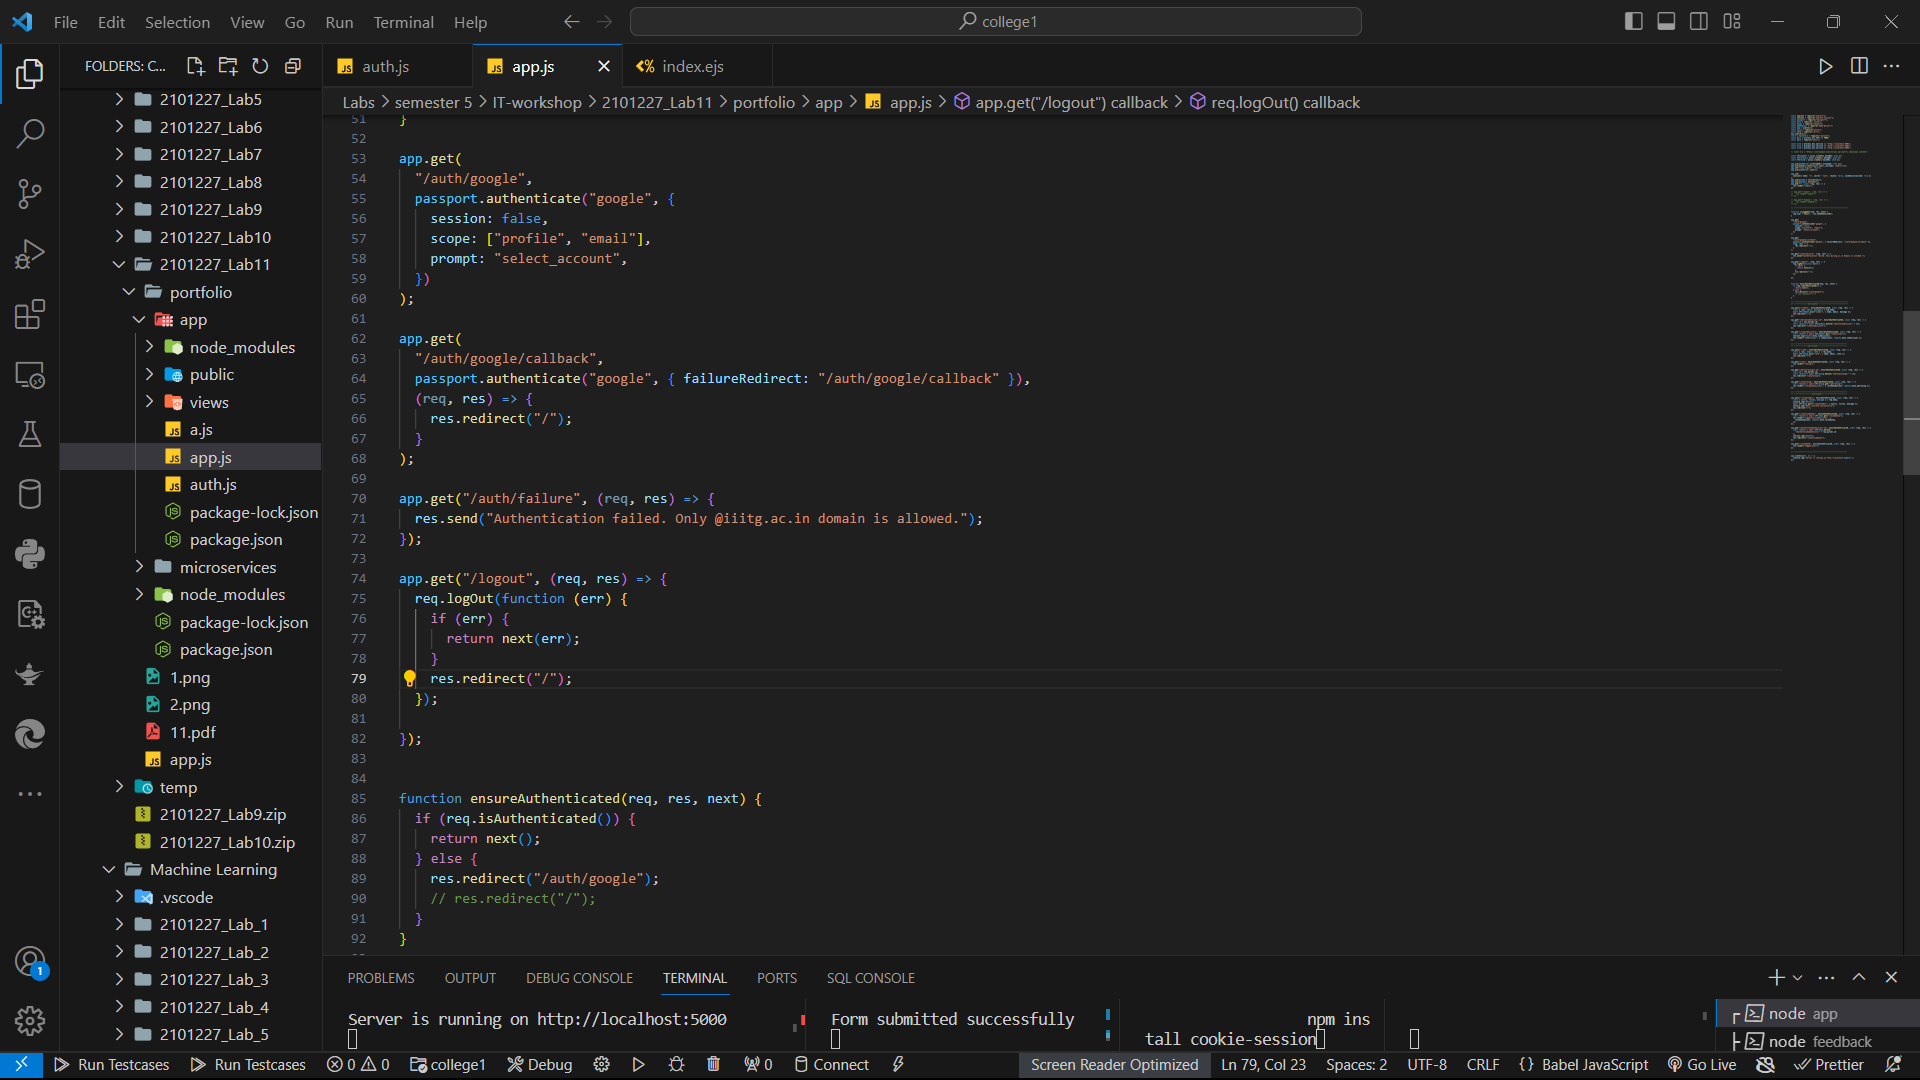 File Edit Selection View Go Run Terminal Help
college1
FOLDERS: C...
auth.js
app.js
index.ejs
Labs > semester 5 > IT-workshop > 2101227_Lab11 > portfolio > app > app.js > app.get("/logout") callback > req.logOut() callback
2101227_Lab5
2101227_Lab6
2101227_Lab7
2101227_Lab8
2101227_Lab9
2101227_Lab10
2101227_Lab11
portfolio
app
node_modules
public
views
a.js
app.js
auth.js
package-lock.json
package.json
microservices
node_modules
package-lock.json
package.json
1.png
2.png
11.pdf
app.js
temp
2101227_Lab9.zip
2101227_Lab10.zip
Machine Learning
.vscode
2101227_Lab_1
2101227_Lab_2
2101227_Lab_3
2101227_Lab_4
2101227_Lab_5
51 }
52
53 app.get(
54 "/auth/google",
55 passport.authenticate("google", {
56 session: false,
57 scope: ["profile", "email"],
58 prompt: "select_account",
59 })
60 );
61
62 app.get(
63 "/auth/google/callback",
64 passport.authenticate("google", { failureRedirect: "/auth/google/callback" }),
65 (req, res) => {
66 res.redirect("/");
67 }
68 );
69
70 app.get("/auth/failure", (req, res) => {
71 res.send("Authentication failed. Only @iiitg.ac.in domain is allowed.");
72 });
73
74 app.get("/logout", (req, res) => {
75 req.logOut(function (err) {
76 if (err) {
77 return next(err);
78 }
79 res.redirect("/");
80 });
81
82 });
83
84
85 function ensureAuthenticated(req, res, next) {
86 if (req.isAuthenticated()) {
87 return next();
88 } else {
89 res.redirect("/auth/google");
90 // res.redirect("/");
91 }
92 }
PROBLEMS OUTPUT DEBUG CONSOLE TERMINAL PORTS SQL CONSOLE
Server is running on http://localhost:5000
Form submitted successfully
npm ins
tall cookie-session
node app
node feedback
1
Run Testcases Run Testcases 0 0 college1 Debug 0 Connect Screen Reader Optimized Ln 79, Col 23 Spaces: 2 UTF-8 CRLF {} Babel JavaScript Go Live Prettier